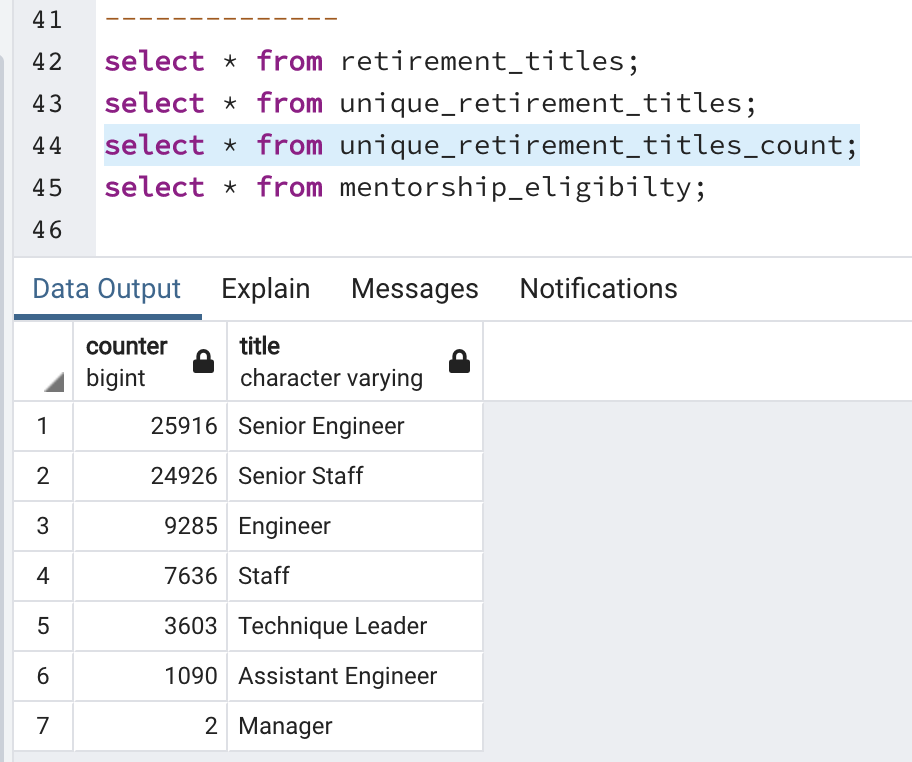 41 --------------
42 select * from retirement_titles;
43 select * from unique_retirement_titles;
44 select * from unique_retirement_titles_count;
45 select * from mentorship_eligibilty;
46
Data Output Explain Messages Notifications
counter title
bigint character varying
1 25916 Senior Engineer
2 24926 Senior Staff
3 9285 Engineer
4 7636 Staff
5 3603 Technique Leader
6 1090 Assistant Engineer
7 2 Manager